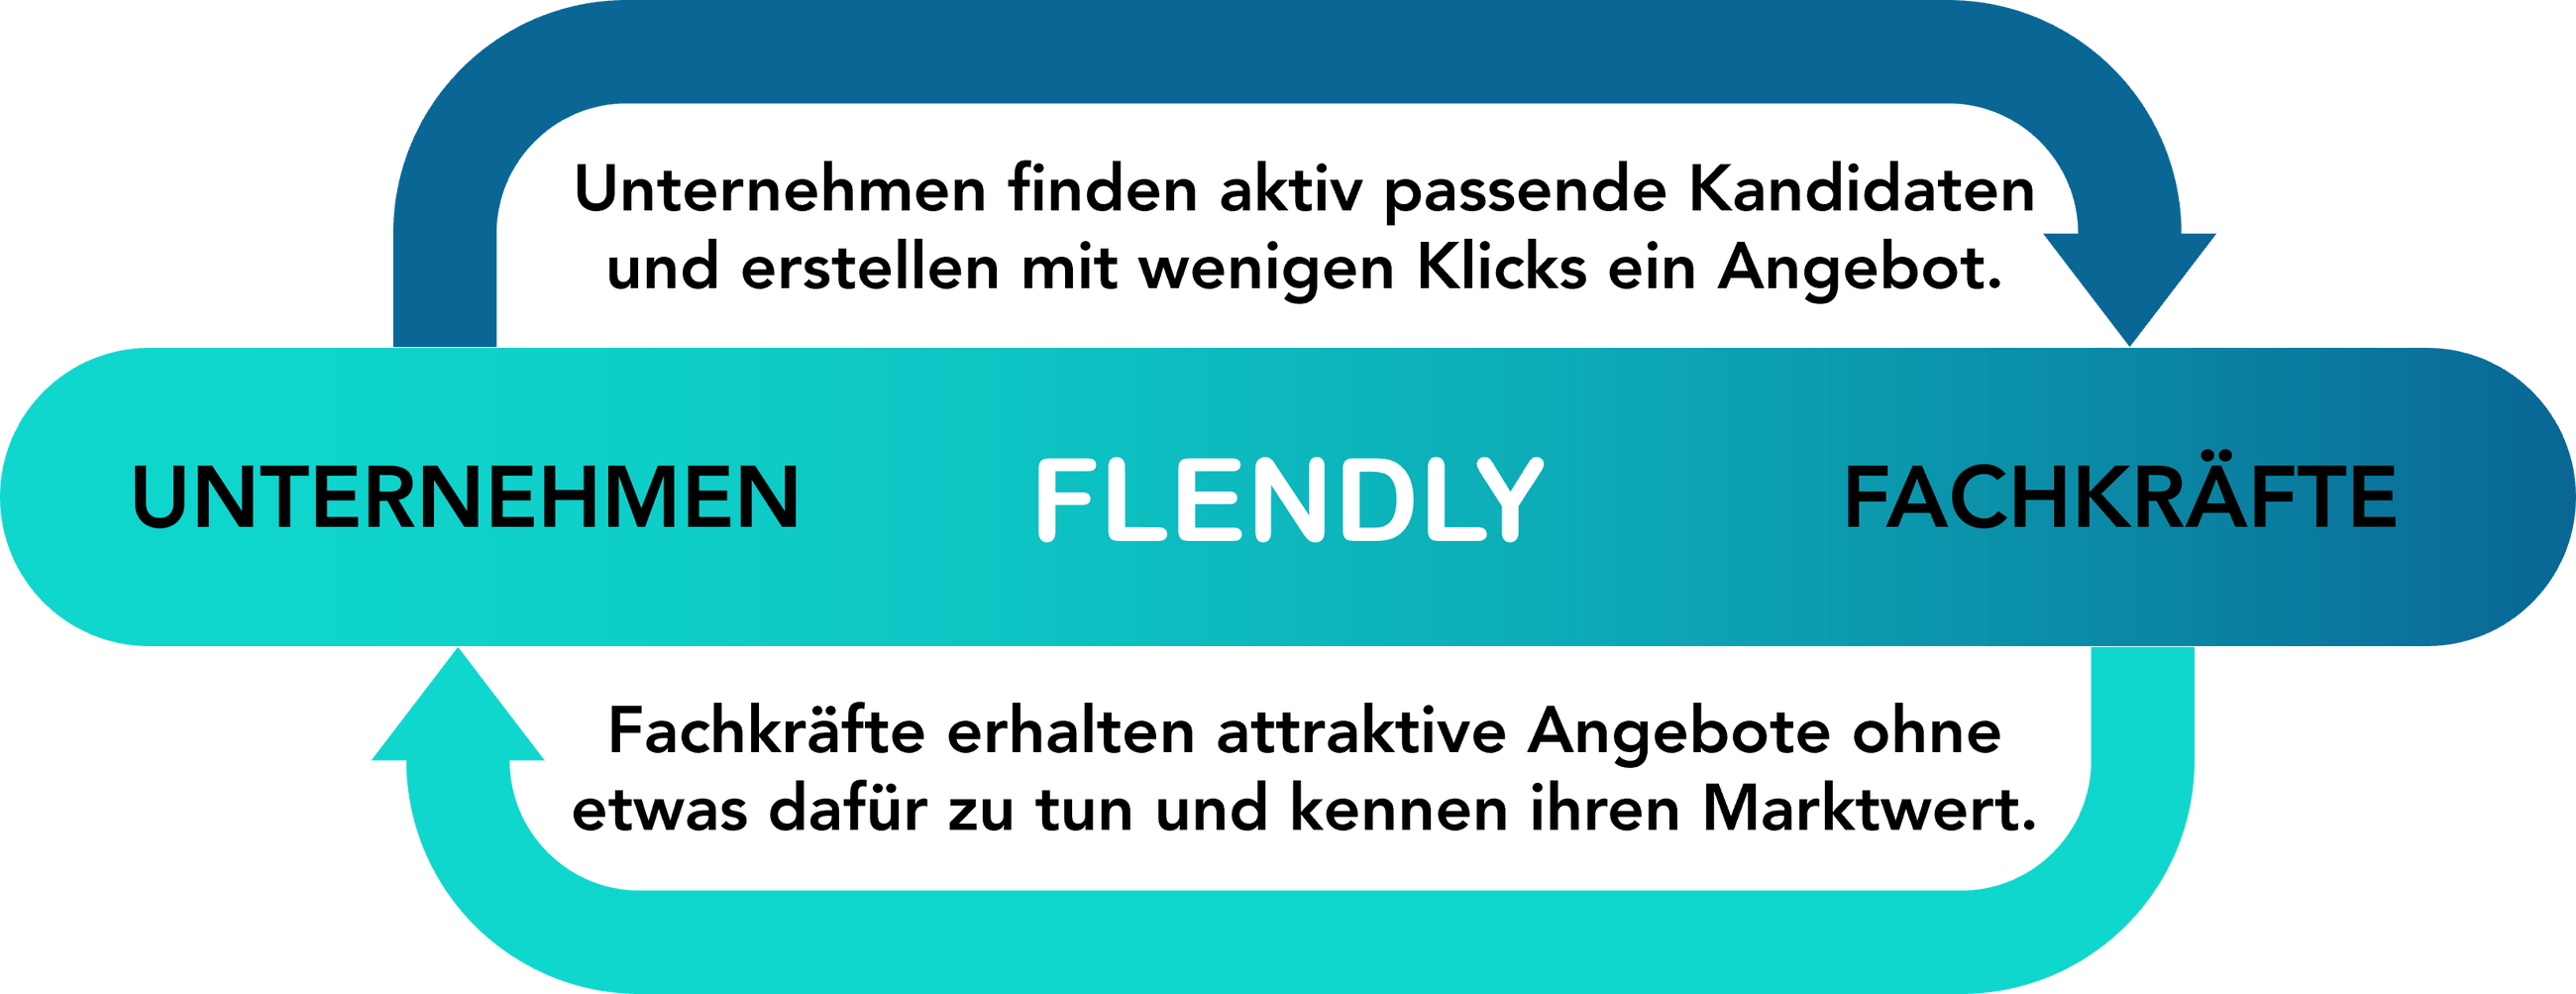 Unternehmen finden aktiv passende Kandidaten
und erstellen mit wenigen Klicks ein Angebot.
UNTERNEHMEN FLENDLY FACHKRÄFTE
Fachkräfte erhalten attraktive Angebote ohne
etwas dafür zu tun und kennen ihren Marktwert.